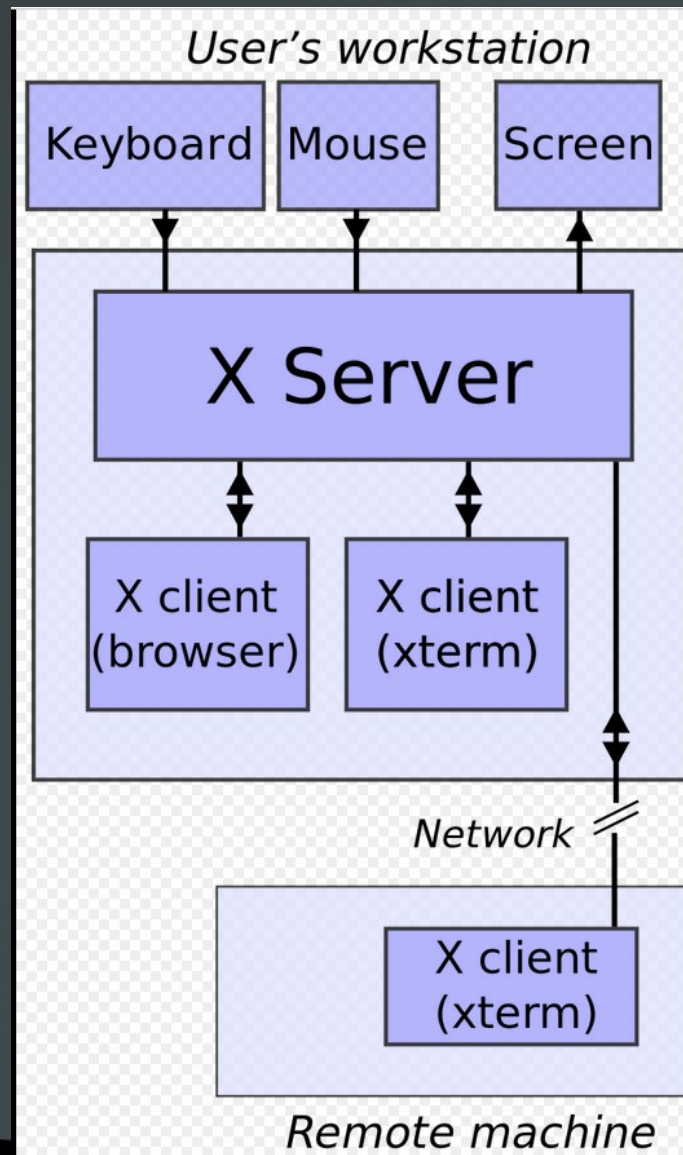 User’s workstation
Keyboard
Mouse
Screen
X Server
X client
(browser)
X client
(xterm)
Network
X client
(xterm)
Remote machine